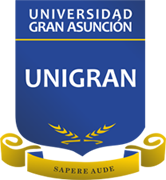 UNIVERSIDAD
GRAN ASUNCIÓN
UNIGRAN
SAPERE AUDE